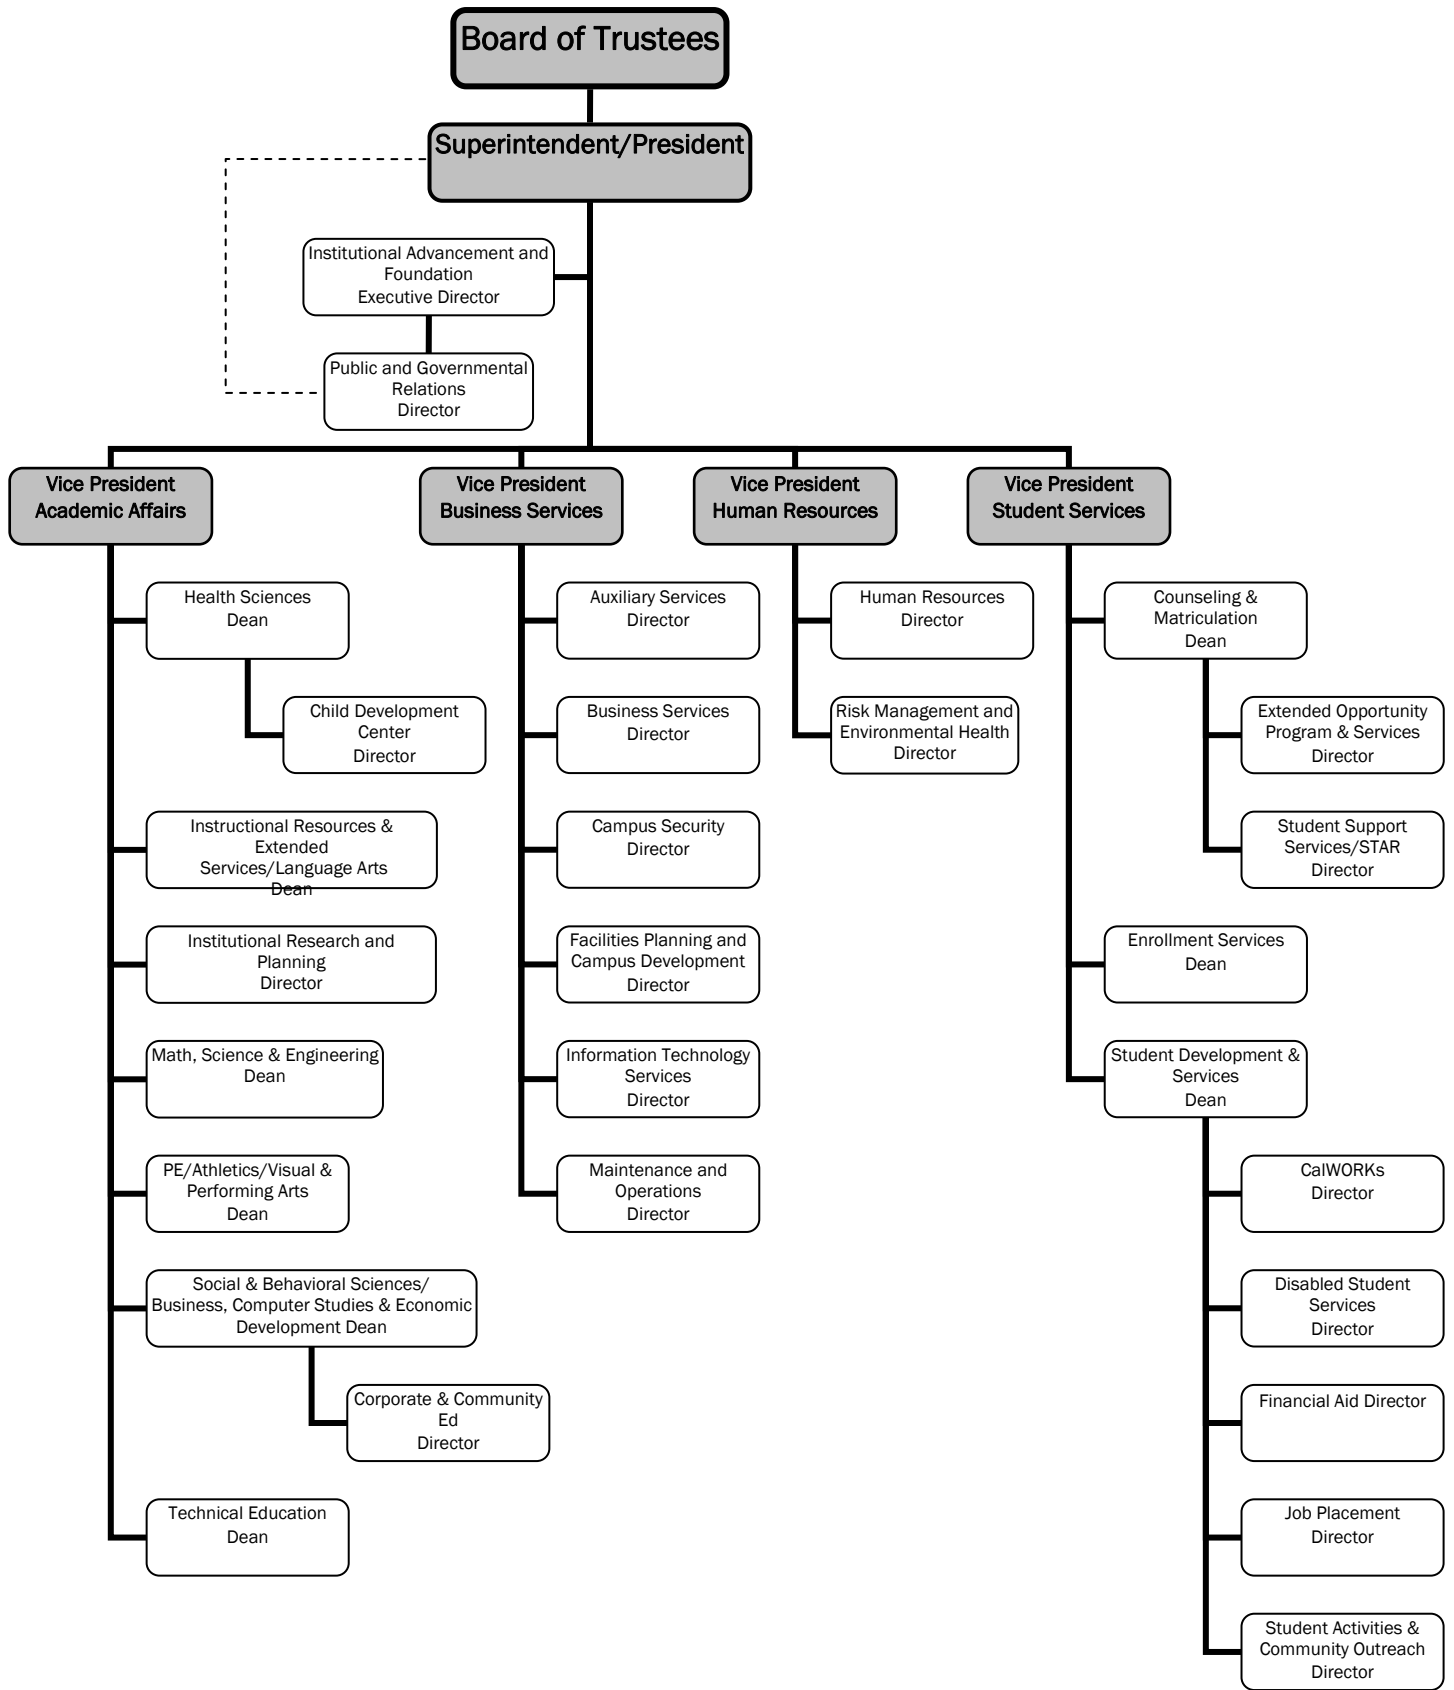 Board of Trustees
Superintendent/President
Institutional Advancement and
Foundation
Executive Director
Public and Governmental
Relations
Director
Vice President
Academic Affairs
Health Sciences
Dean
Child Development
Center
Director
Instructional Resources &
Extended
Services/Language Arts
Dean
Institutional Research and
Planning
Director
Math, Science & Engineering
Dean
PE/Athletics/Visual &
Performing Arts
Dean
Social & Behavioral Sciences/
Business, Computer Studies & Economic
Development Dean
Corporate & Community
Ed
Director
Technical Education
Dean
Vice President
Business Services
Auxiliary Services
Director
Business Services
Director
Campus Security
Director
Facilities Planning and
Campus Development
Director
Information Technology
Services
Director
Maintenance and
Operations
Director
Vice President
Human Resources
Human Resources
Director
Risk Management and
Environmental Health
Director
Vice President
Student Services
Counseling &
Matriculation
Dean
Extended Opportunity
Program & Services
Director
Student Support
Services/STAR
Director
Enrollment Services
Dean
Student Development &
Services
Dean
CalWORKs
Director
Disabled Student
Services
Director
Financial Aid Director
Job Placement
Director
Student Activities &
Community Outreach
Director